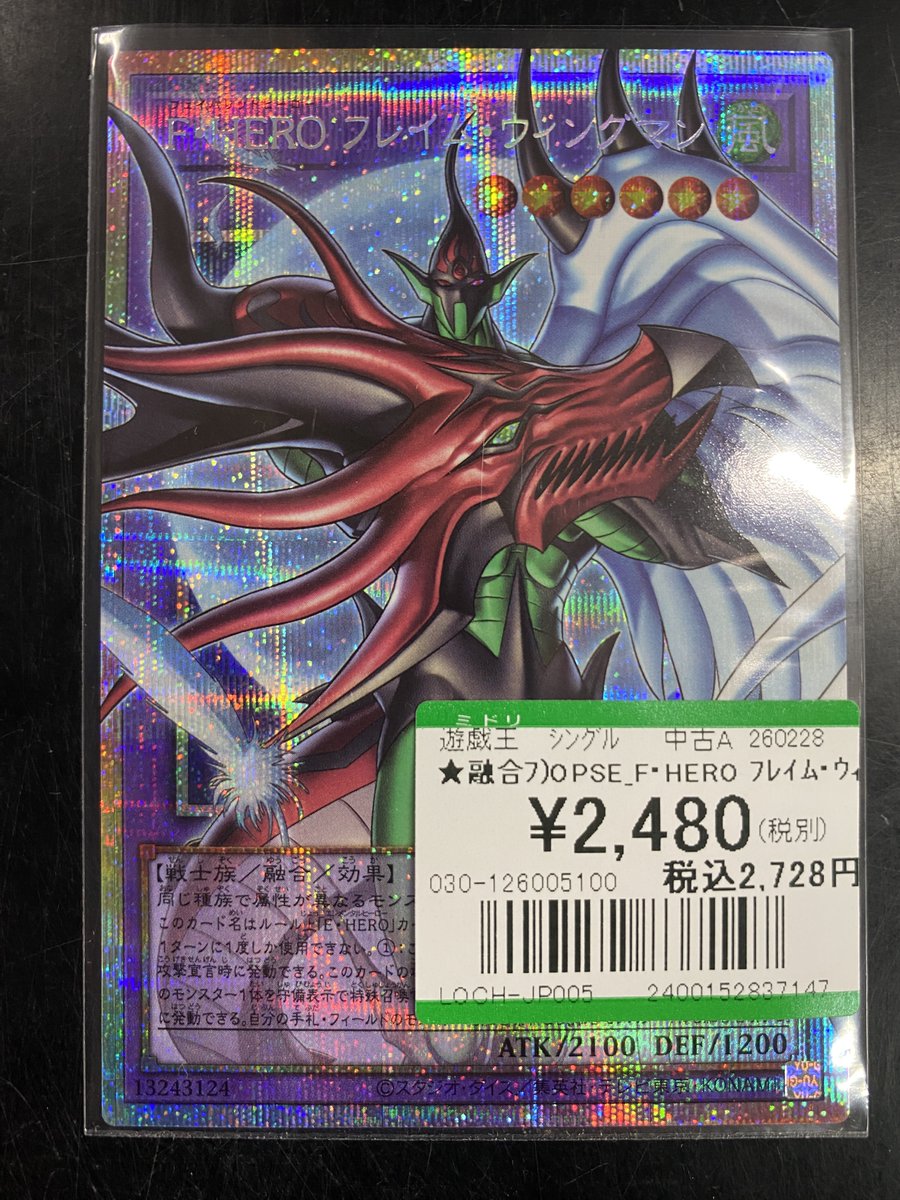 F・HERO フレイム・ウィングマン 風
ミドリ
遊戯王 シングル 中古A 260228
★融合フ)OPSE_F・HERO フレイム・ウィ
¥2,480(税別)
030-126005100 税込2,728円
LOCH-JP005 2400152837147
【戦士族/融合/効果】
同じ種族で属性が異なるモンス
このカード名はルール上「E・HERO」カー
1ターンに1度しか使用できない。①:こ
攻撃宣言時に発動できる。このカードの
のモンスター1体を守備表示で特殊召喚
に発動できる。自分の手札・フィールドのモ
ATK/2100 DEF/1200
13243124 ©スタジオ・ダイス/集英社・テレビ東京・KONAMI